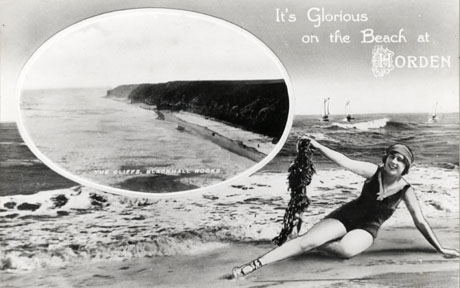 It's Glorious
on the Beach at
HORDEN
THE CLIFFS, BLACKHALL ROCKS.